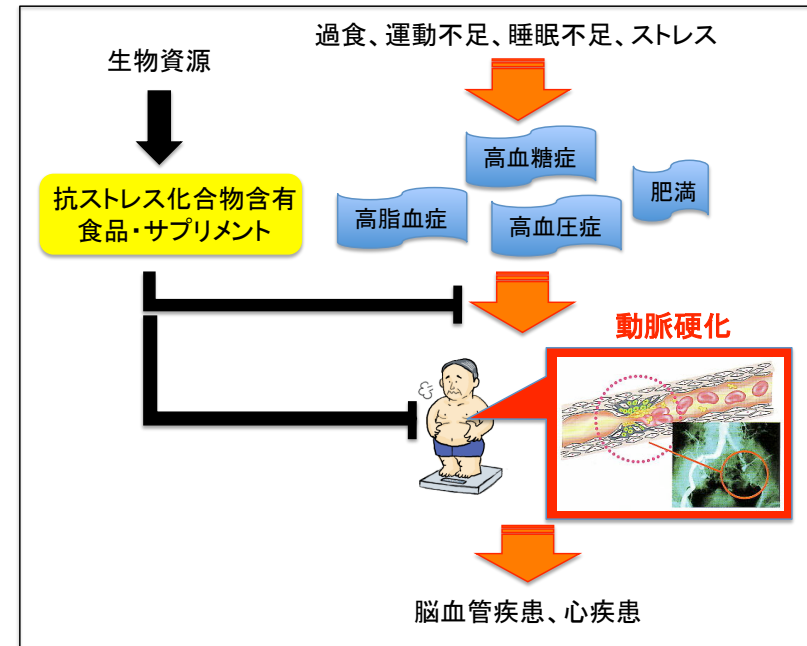 過食、運動不足、睡眠不足、ストレス
生物資源
高血糖症
肥満
抗ストレス化合物含有
食品・サプリメント
高脂血症
高血圧症
動脈硬化
脳血管疾患、心疾患